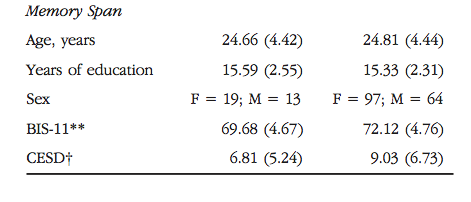 Memory Span
Age, years 24.66 (4.42) 24.81 (4.44)
Years of education 15.59 (2.55) 15.33 (2.31)
Sex F = 19; M = 13 F = 97; M = 64
BIS-11** 69.68 (4.67) 72.12 (4.76)
CESD† 6.81 (5.24) 9.03 (6.73)